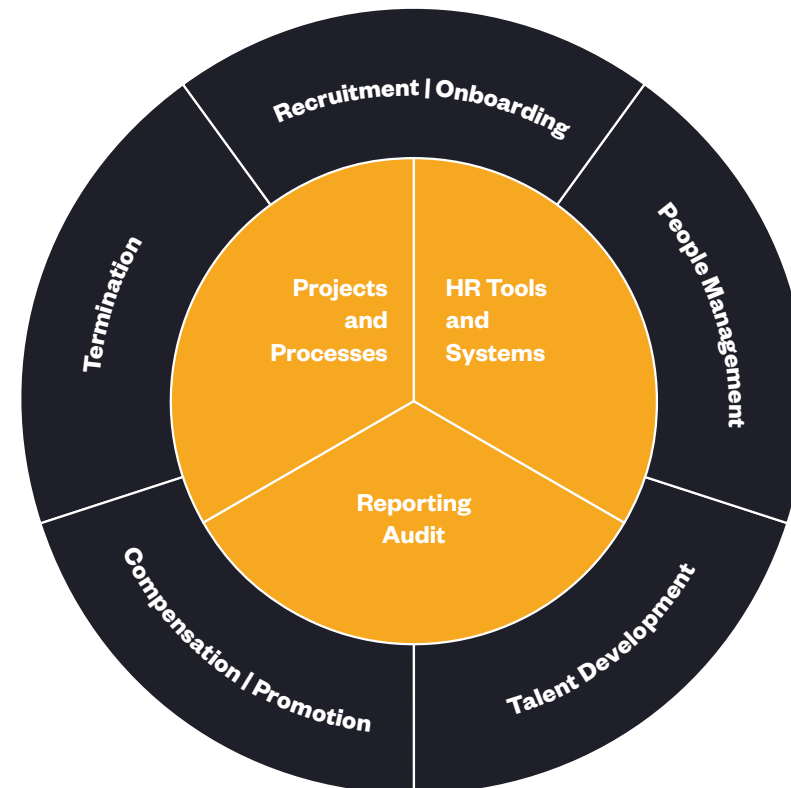 Recruitment | Onboarding
People Management
Talent Development
Compensation | Promotion
Termination
Projects
and
Processes
HR Tools
and
Systems
Reporting
Audit